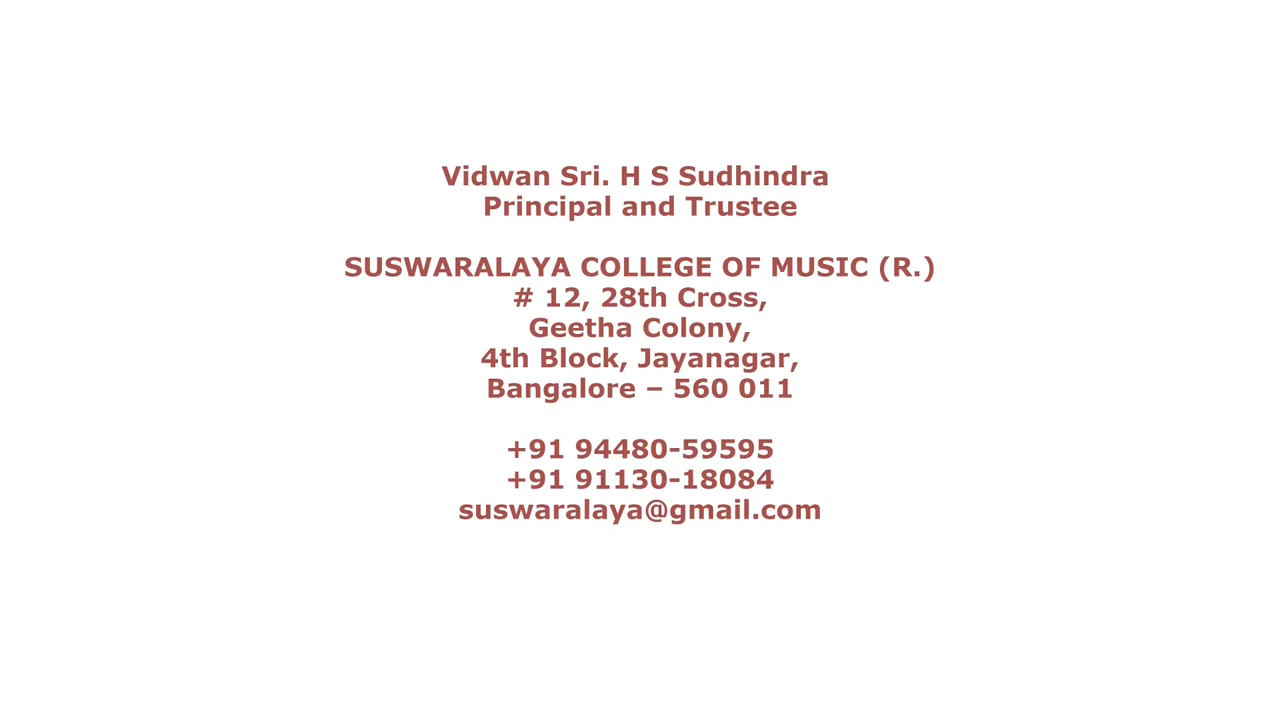 Vidwan Sri. H S Sudhindra
Principal and Trustee
SUSWARALAYA COLLEGE OF MUSIC (R.)
# 12, 28th Cross,
Geetha Colony,
4th Block, Jayanagar,
Bangalore – 560 011
+91 94480-59595
+91 91130-18084
suswaralaya@gmail.com